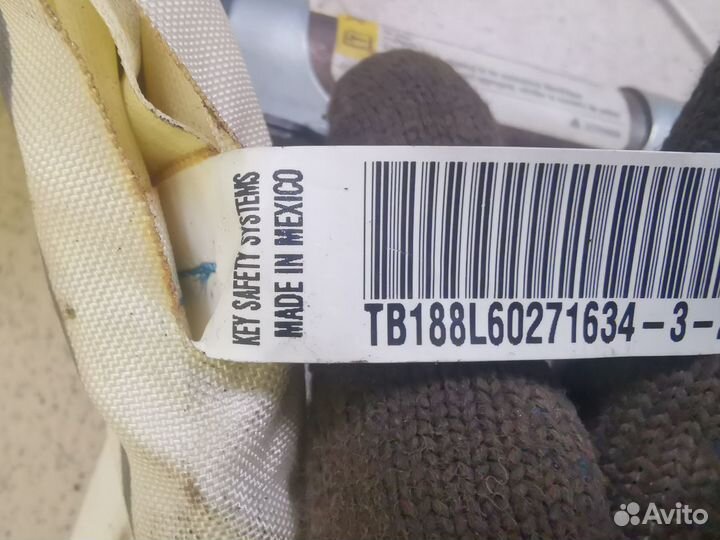 KEY SAFETY SYSTEMS
MADE IN MEXICO
TB188L60271634-3-
Avito